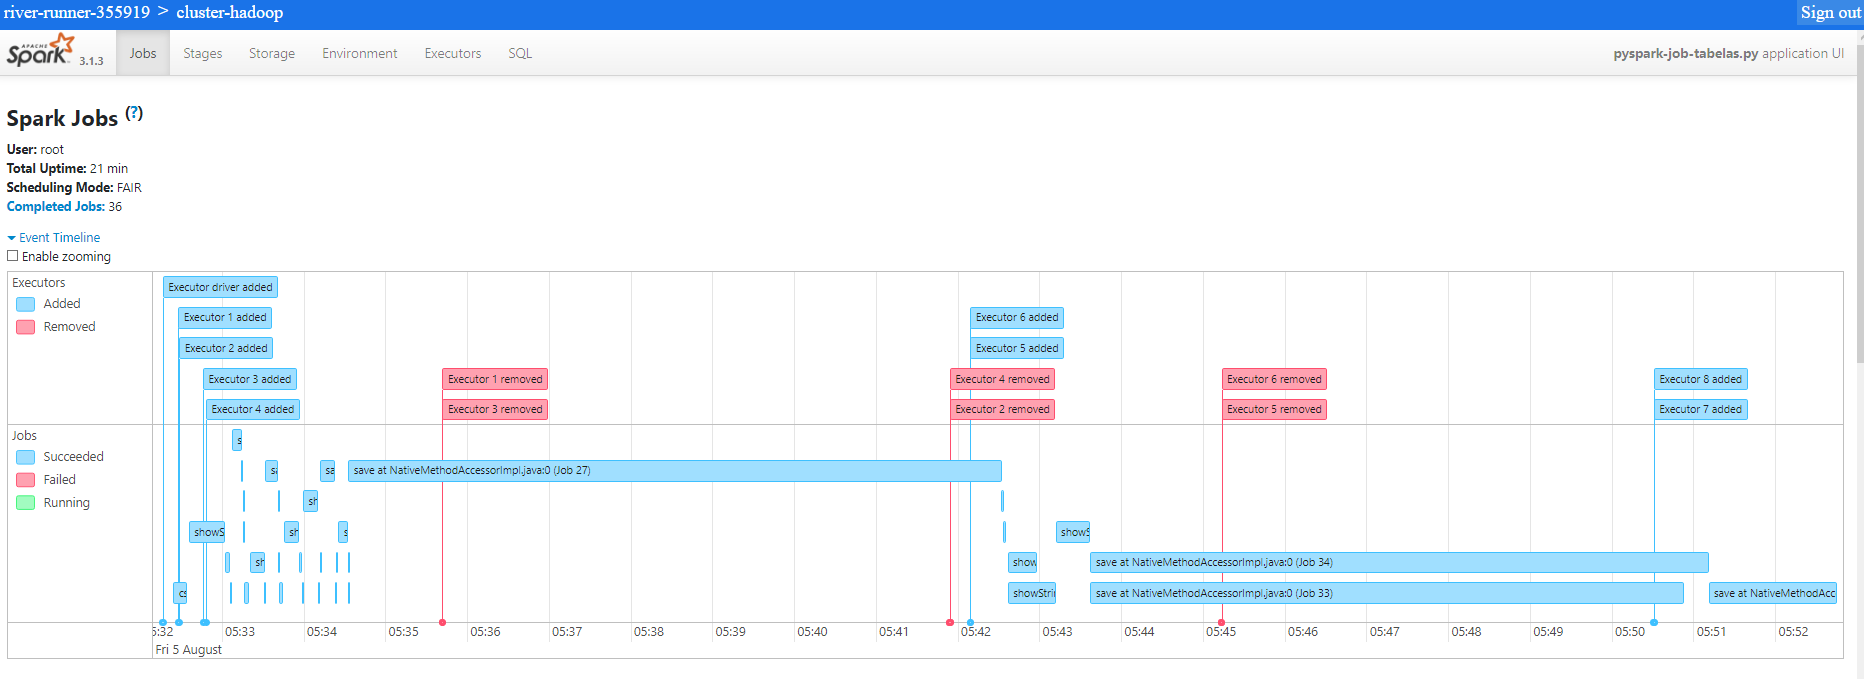 river-runner-355919 > cluster-hadoop
Sign out
APACHE Spark 3.1.3
Jobs
Stages
Storage
Environment
Executors
SQL
pyspark-job-tabelas.py application UI
Spark Jobs (?)
User: root
Total Uptime: 21 min
Scheduling Mode: FAIR
Completed Jobs: 36
Event Timeline
Enable zooming
Executors
Added
Removed
Executor driver added
Executor 1 added
Executor 6 added
Executor 2 added
Executor 5 added
Executor 3 added
Executor 1 removed
Executor 4 removed
Executor 6 removed
Executor 8 added
Executor 4 added
Executor 3 removed
Executor 2 removed
Executor 5 removed
Executor 7 added
Jobs
Succeeded
Failed
Running
s
sa
sa
save at NativeMethodAccessorImpl.java:0 (Job 27)
sh
showS
sh
s
showS
sh
show
save at NativeMethodAccessorImpl.java:0 (Job 34)
cs
showStri
save at NativeMethodAccessorImpl.java:0 (Job 33)
save at NativeMethodAcc
5:32
05:33
05:34
05:35
05:36
05:37
05:38
05:39
05:40
05:41
05:42
05:43
05:44
05:45
05:46
05:47
05:48
05:49
05:50
05:51
05:52
Fri 5 August